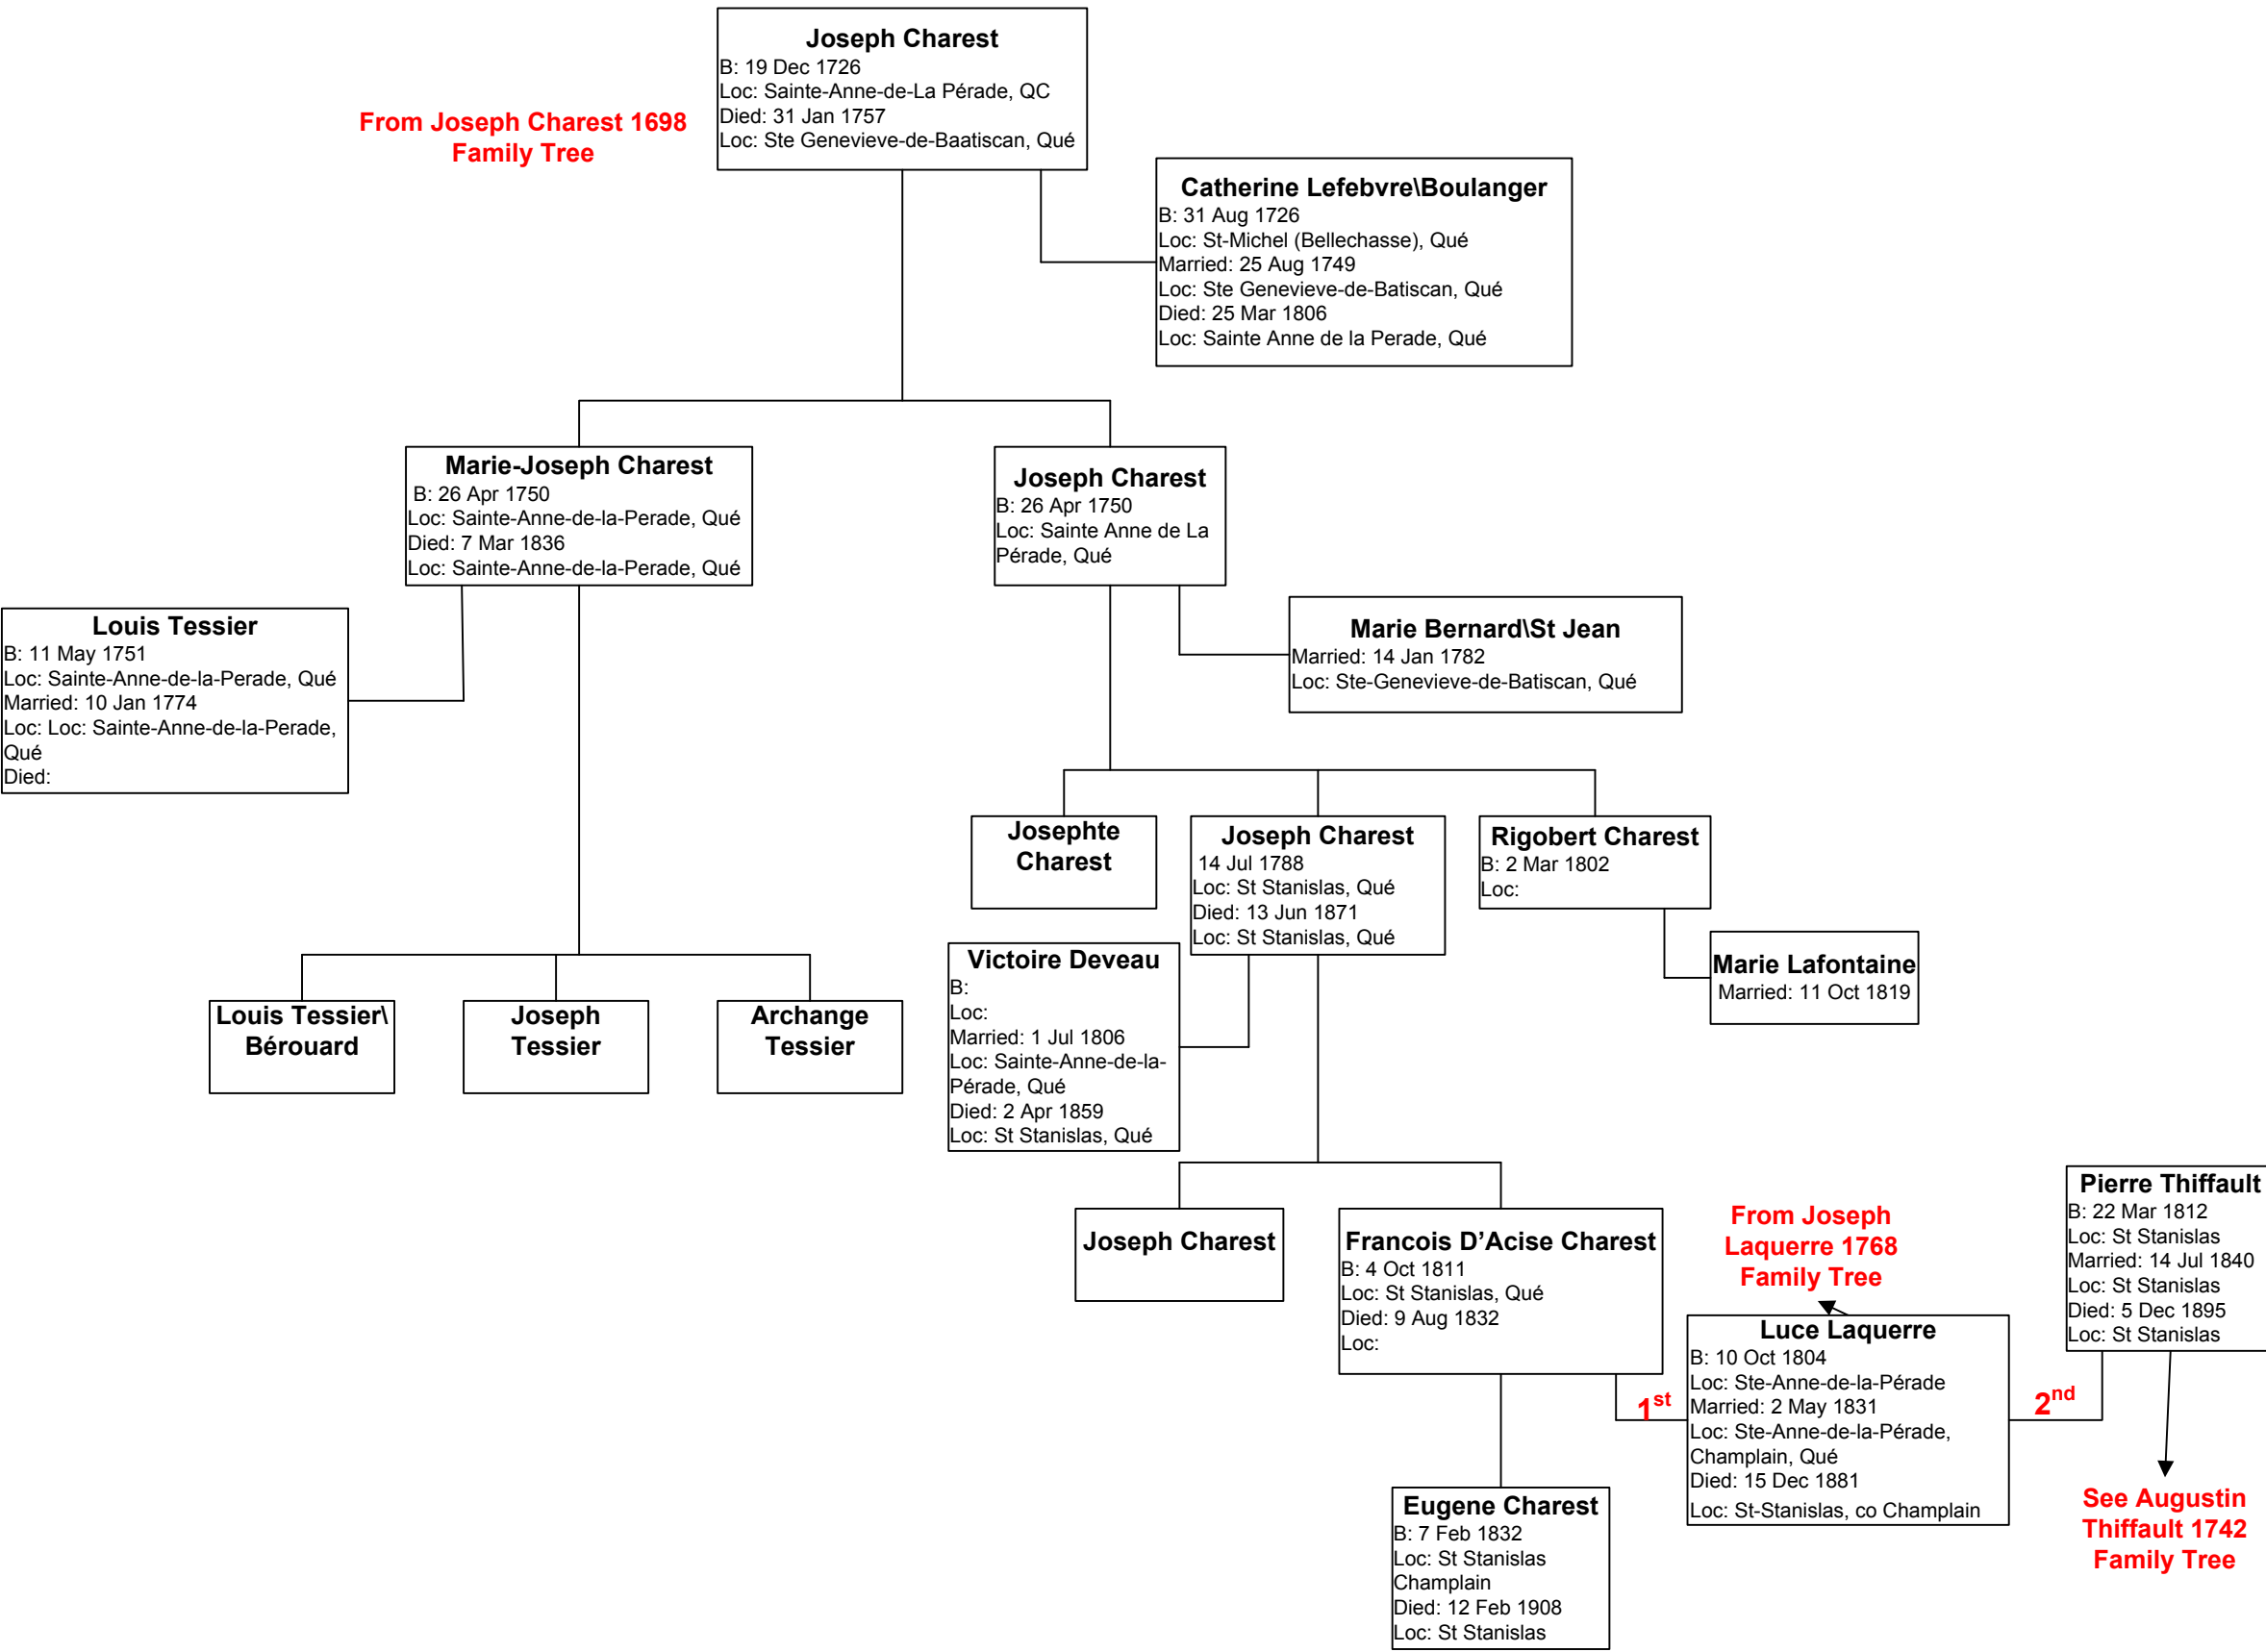 Joseph Charest
B: 19 Dec 1726
Loc: Sainte-Anne-de-La Pérade, QC
Died: 31 Jan 1757
Loc: Ste Genevieve-de-Baatiscan, Qué
From Joseph Charest 1698
Family Tree
Catherine Lefebvre\Boulanger
B: 31 Aug 1726
Loc: St-Michel (Bellechasse), Qué
Married: 25 Aug 1749
Loc: Ste Genevieve-de-Batiscan, Qué
Died: 25 Mar 1806
Loc: Sainte Anne de la Perade, Qué
Marie-Joseph Charest
B: 26 Apr 1750
Loc: Sainte-Anne-de-la-Perade, Qué
Died: 7 Mar 1836
Loc: Sainte-Anne-de-la-Perade, Qué
Joseph Charest
B: 26 Apr 1750
Loc: Sainte Anne de La
Pérade, Qué
Louis Tessier
B: 11 May 1751
Loc: Sainte-Anne-de-la-Perade, Qué
Married: 10 Jan 1774
Loc: Loc: Sainte-Anne-de-la-Perade,
Qué
Died:
Marie Bernard\St Jean
Married: 14 Jan 1782
Loc: Ste-Genevieve-de-Batiscan, Qué
Josephte
Charest
Joseph Charest
14 Jul 1788
Loc: St Stanislas, Qué
Died: 13 Jun 1871
Loc: St Stanislas, Qué
Rigobert Charest
B: 2 Mar 1802
Loc:
Marie Lafontaine
Married: 11 Oct 1819
Victoire Deveau
B:
Loc:
Married: 1 Jul 1806
Loc: Sainte-Anne-de-la-
Pérade, Qué
Died: 2 Apr 1859
Loc: St Stanislas, Qué
Louis Tessier\
Bérouard
Joseph
Tessier
Archange
Tessier
Joseph Charest
Francois D’Acise Charest
B: 4 Oct 1811
Loc: St Stanislas, Qué
Died: 9 Aug 1832
Loc:
From Joseph
Laquerre 1768
Family Tree
Pierre Thiffault
B: 22 Mar 1812
Loc: St Stanislas
Married: 14 Jul 1840
Loc: St Stanislas
Died: 5 Dec 1895
Loc: St Stanislas
1st
Luce Laquerre
B: 10 Oct 1804
Loc: Ste-Anne-de-la-Pérade
Married: 2 May 1831
Loc: Ste-Anne-de-la-Pérade,
Champlain, Qué
Died: 15 Dec 1881
Loc: St-Stanislas, co Champlain
2nd
See Augustin
Thiffault 1742
Family Tree
Eugene Charest
B: 7 Feb 1832
Loc: St Stanislas
Champlain
Died: 12 Feb 1908
Loc: St Stanislas